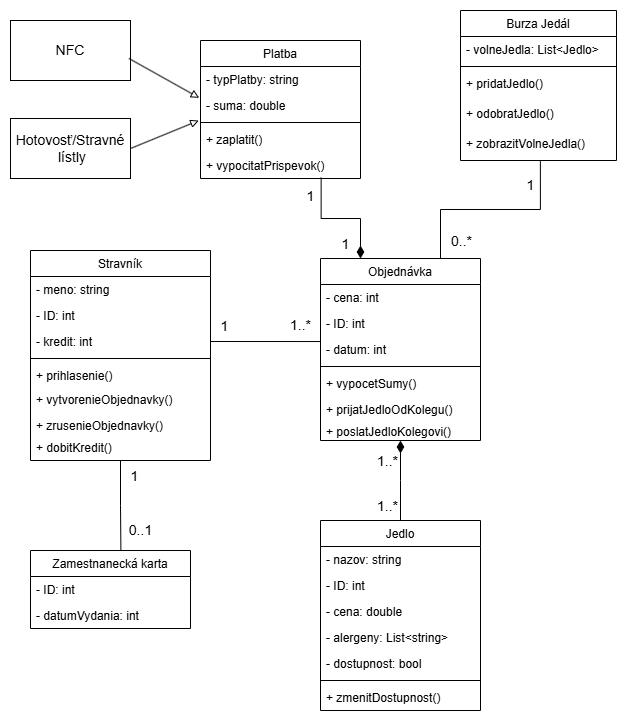 NFC
Hotovosť/Stravné
lístly
Platba
- typPlatby: string
- suma: double
+ zaplatit()
+ vypocitatPrispevok()
Burza Jedál
- volneJedla: List<Jedlo>
+ pridatJedlo()
+ odobratJedlo()
+ zobrazitVolneJedla()
1
1
1
0..*
Stravník
- meno: string
- ID: int
- kredit: int
+ prihlasenie()
+ vytvorenieObjednavky()
+ zrusenieObjednavky()
+ dobitKredit()
1
1..*
Objednávka
- cena: int
- ID: int
- datum: int
+ vypocetSumy()
+ prijatJedloOdKolegu()
+ poslatJedloKolegovi()
1..*
1..*
1
0..1
Zamestnanecká karta
- ID: int
- datumVydania: int
Jedlo
- nazov: string
- ID: int
- cena: double
- alergeny: List<string>
- dostupnost: bool
+ zmenitDostupnost()